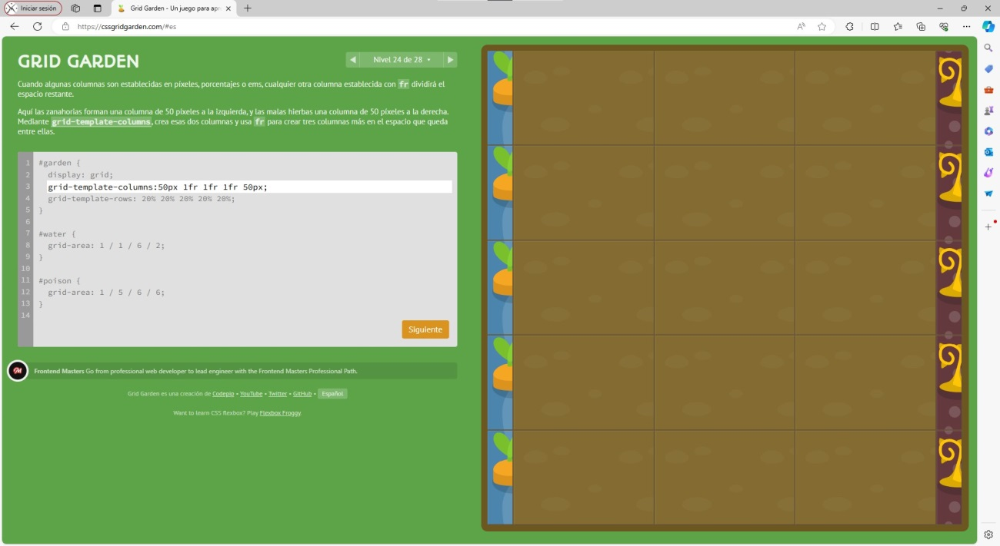 Iniciar sesión
Grid Garden - Un juego para apr
https://cssgridgarden.com/#es
GRID GARDEN
Nivel 24 de 28
Cuando algunas columnas son establecidas en píxeles, porcentajes o ems, cualquier otra columna establecida con fr dividirá el
espacio restante.
Aquí las zanahorias forman una columna de 50 píxeles a la izquierda, y las malas hierbas una columna de 50 píxeles a la derecha.
Mediante grid-template-columns, crea esas dos columnas y usa fr para crear tres columnas más en el espacio que queda
entre ellas.
1 #garden {
2 display: grid;
3 grid-template-columns:50px 1fr 1fr 1fr 50px;
4 grid-template-rows: 20% 20% 20% 20% 20%;
5 }
6
7 #water {
8 grid-area: 1 / 1 / 6 / 2;
9 }
10
11 #poison {
12 grid-area: 1 / 5 / 6 / 6;
13 }
14
Siguiente
Frontend Masters Go from professional web developer to lead engineer with the Frontend Masters Professional Path.
Grid Garden es una creación de Codepip • YouTube • Twitter • GitHub • Español
Want to learn CSS flexbox? Play Flexbox Froggy